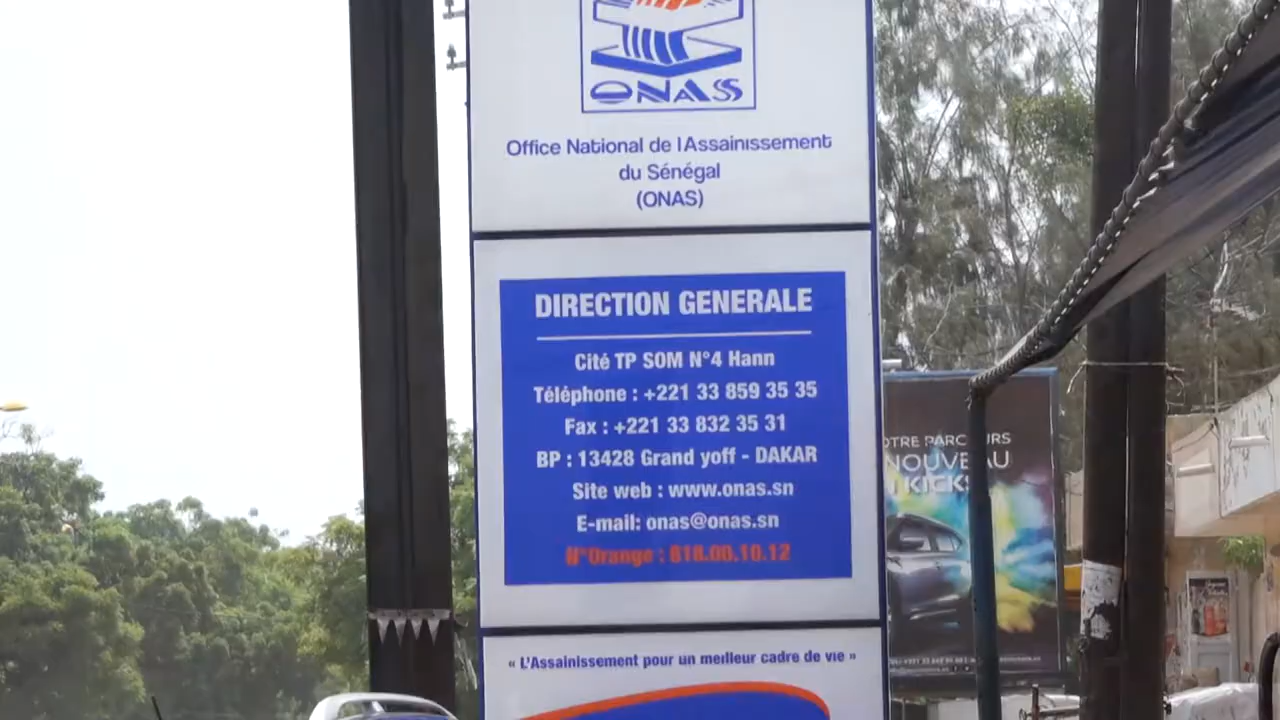 ONAS
Office National de l'Assainissement
du Sénégal
(ONAS)
DIRECTION GENERALE
Cité TP SOM N°4 Hann
Téléphone : +221 33 859 35 35
Fax : +221 33 832 35 31
BP : 13428 Grand yoff - DAKAR
Site web : www.onas.sn
E-mail: onas@onas.sn
N°Orange : 818.00.10.12
« L'Assainissement pour un meilleur cadre de vie »
OTRE PARCOURS
NOUVEAU
KICKS